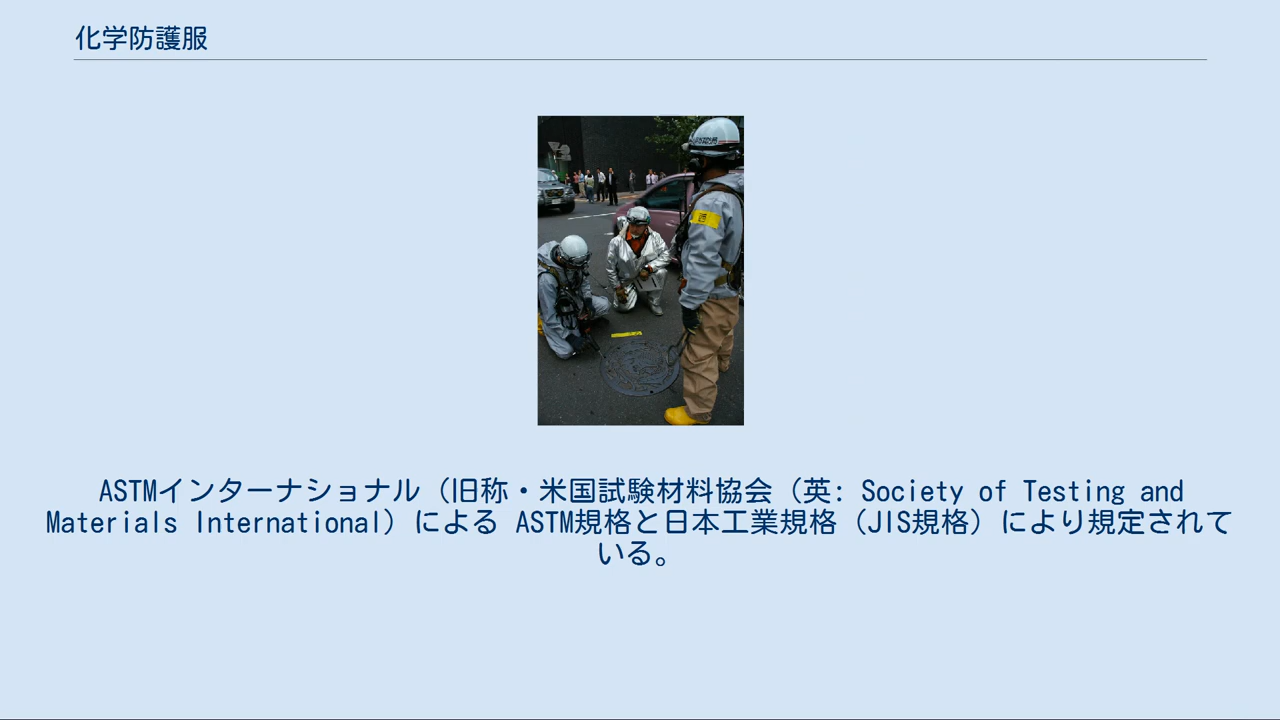 化学防護服
ASTMインターナショナル（旧称・米国試験材料協会（英: Society of Testing and
Materials International）による ASTM規格と日本工業規格（JIS規格）により規定されて
いる。